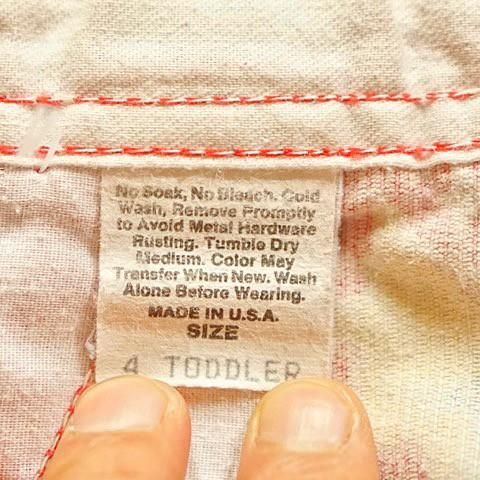 No Soak, No Bleach. Cold
Wash, Remove Promptly
to Avoid Metal Hardware
Rusting. Tumble Dry
Medium. Color May
Transfer When New. Wash
Alone Before Wearing.
MADE IN U.S.A.
SIZE
4 TODDLER